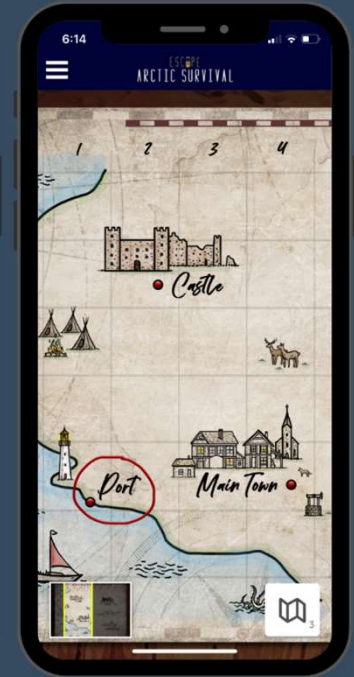 6:14
ESCAPE
ARCTIC SURVIVAL
1 2 3 4
Castle
Port
Main Town
3